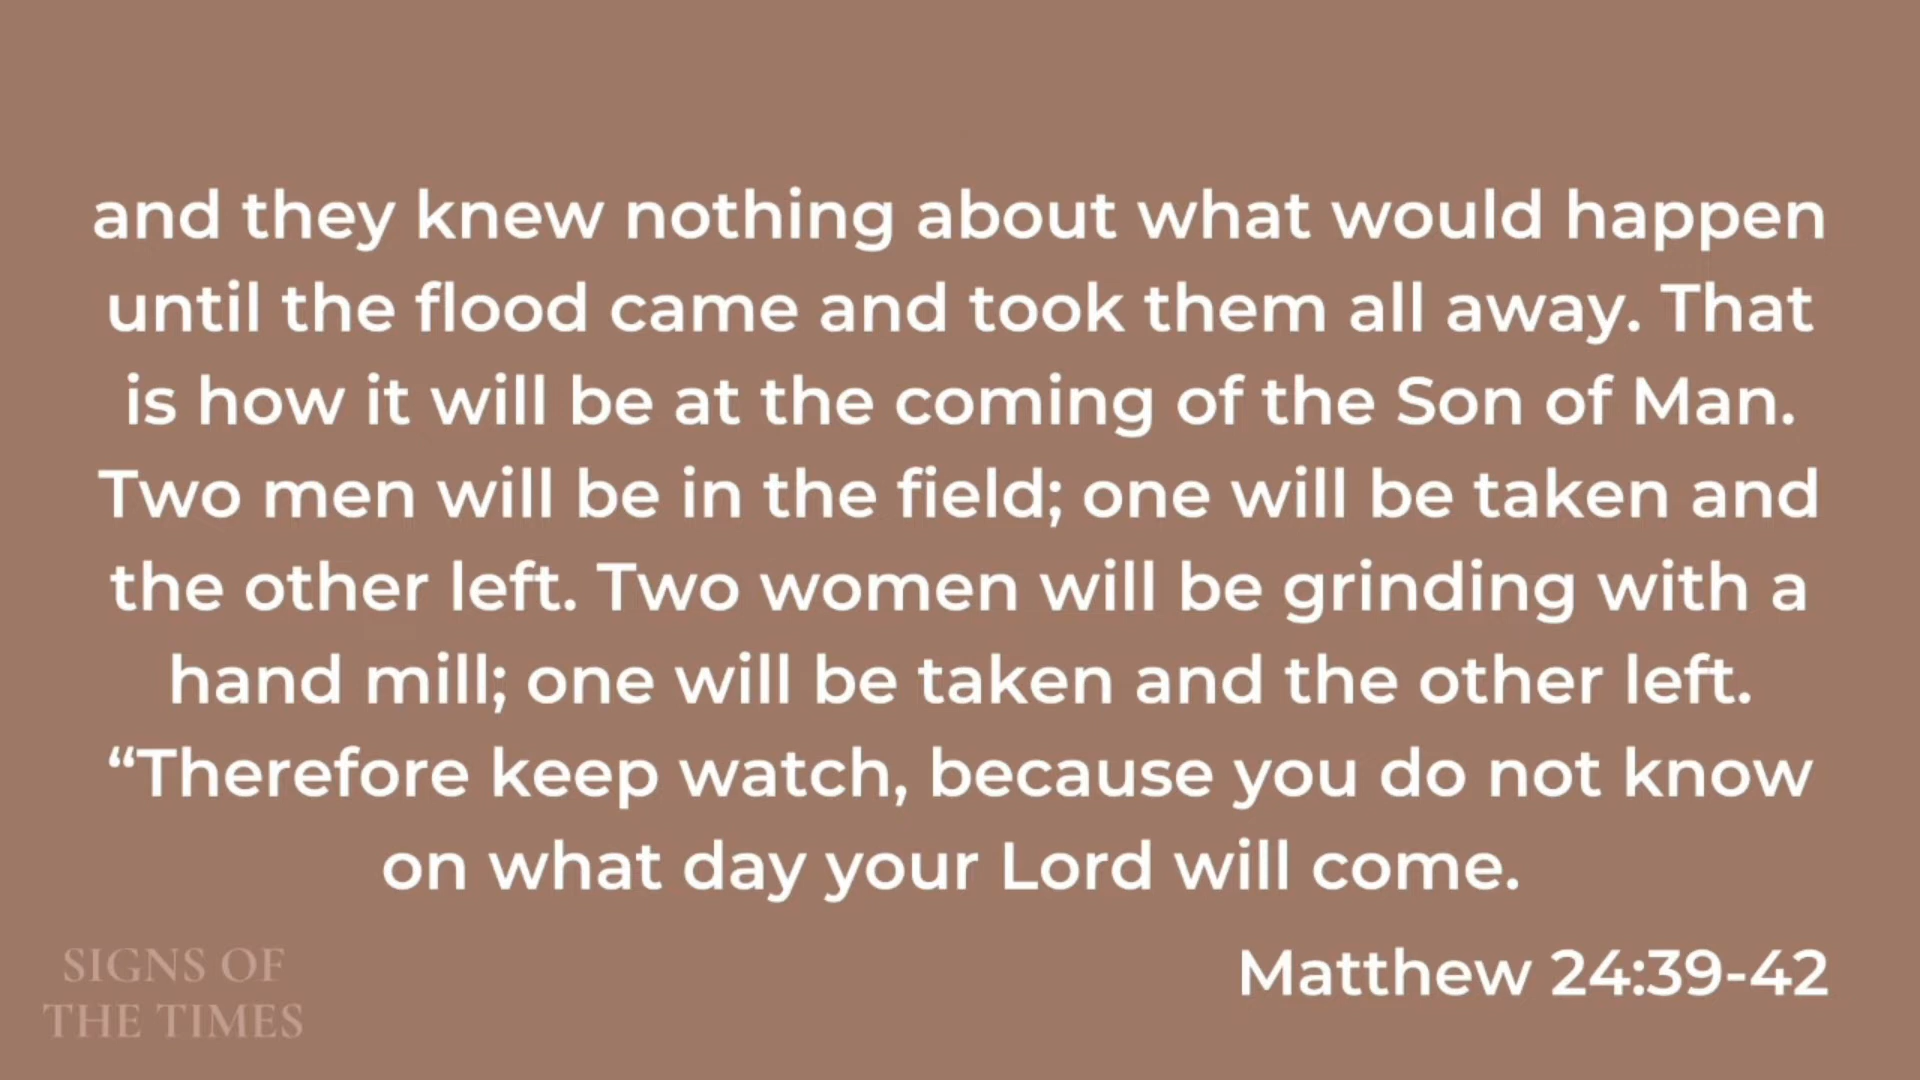 and they knew nothing about what would happen
until the flood came and took them all away. That
is how it will be at the coming of the Son of Man.
Two men will be in the field; one will be taken and
the other left. Two women will be grinding with a
hand mill; one will be taken and the other left.
“Therefore keep watch, because you do not know
on what day your Lord will come.
Matthew 24:39-42
SIGNS OF
THE TIMES